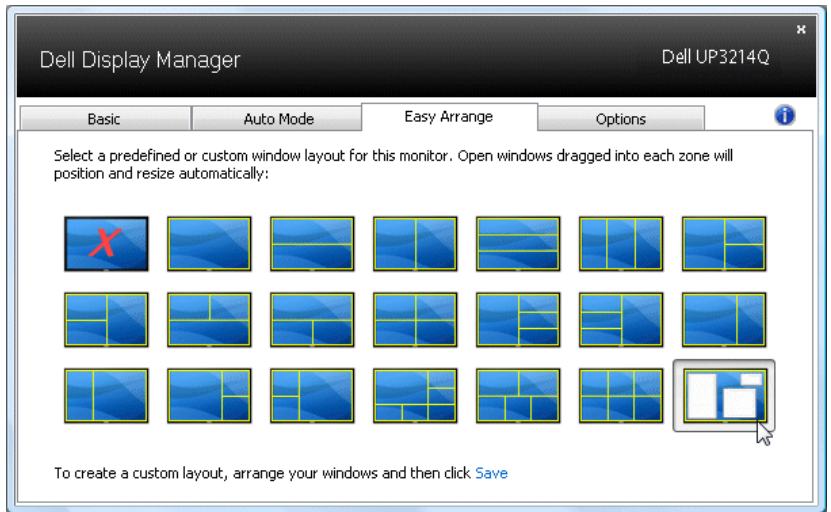 x
Dell Display Manager
Dell UP3214Q
Basic
Auto Mode
Easy Arrange
Options
i
Select a predefined or custom window layout for this monitor. Open windows dragged into each zone will
position and resize automatically:
X
To create a custom layout, arrange your windows and then click Save